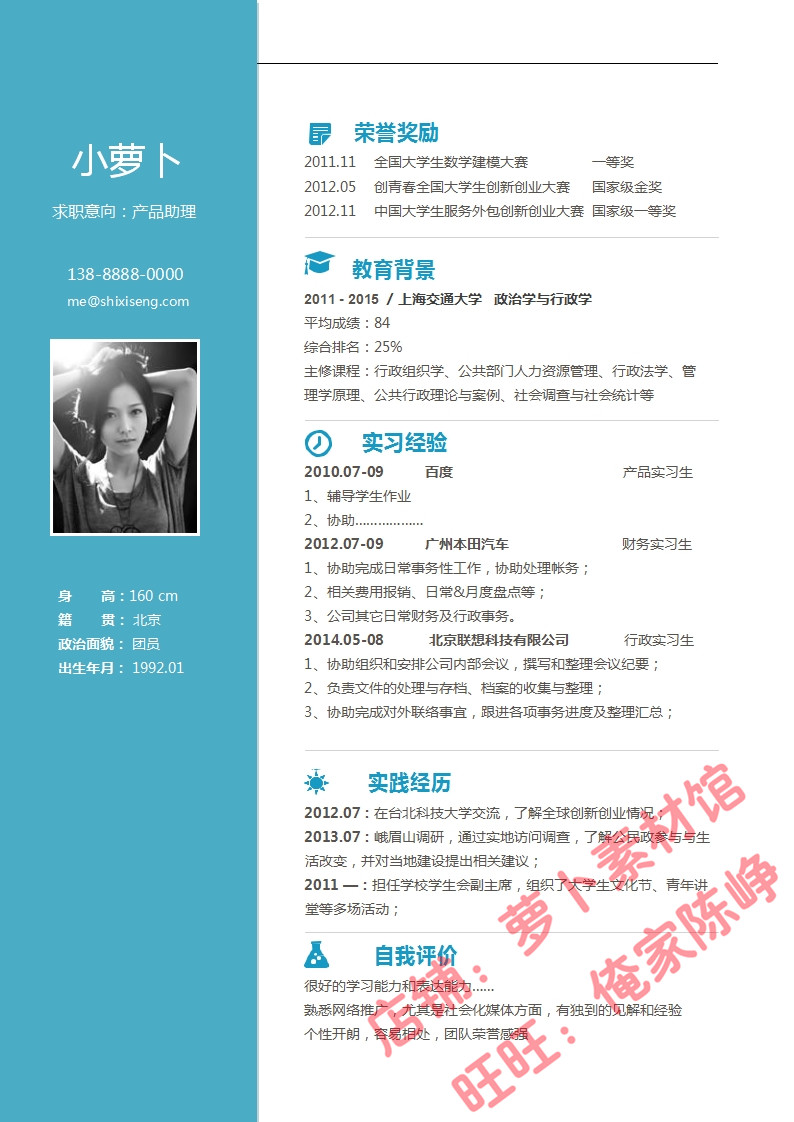 小萝卜
求职意向：产品助理
138-8888-0000
me@shixiseng.com
身 高：160 cm
籍 贯： 北京
政治面貌： 团员
出生年月： 1992.01
荣誉奖励
2011.11 全国大学生数学建模大赛 一等奖
2012.05 创青春全国大学生创新创业大赛 国家级金奖
2012.11 中国大学生服务外包创新创业大赛 国家级一等奖
教育背景
2011 - 2015 / 上海交通大学 政治学与行政学
平均成绩：84
综合排名：25%
主修课程：行政组织学、公共部门人力资源管理、行政法学、管
理学原理、公共行政理论与案例、社会调查与社会统计等
实习经验
2010.07-09 百度 产品实习生
1、辅导学生作业
2、协助………………
2012.07-09 广州本田汽车 财务实习生
1、协助完成日常事务性工作，协助处理帐务；
2、相关费用报销、日常&月度盘点等；
3、公司其它日常财务及行政事务。
2014.05-08 北京联想科技有限公司 行政实习生
1、协助组织和安排公司内部会议，撰写和整理会议纪要；
2、负责文件的处理与存档、档案的收集与整理；
3、协助完成对外联络事宜，跟进各项事务进度及整理汇总；
实践经历
2012.07：在台北科技大学交流，了解全球创新创业情况；
2013.07：峨眉山调研，通过实地访问调查，了解公民政参与与生
活改变，并对当地建设提出相关建议；
2011 —：担任学校学生会副主席，组织了大学生文化节、青年讲
堂等多场活动；
自我评价
很好的学习能力和表达能力……
熟悉网络推广，尤其是社会化媒体方面，有独到的见解和经验
个性开朗，容易相处，团队荣誉感强
店铺：萝卜素材馆
旺旺：俺家陈峥